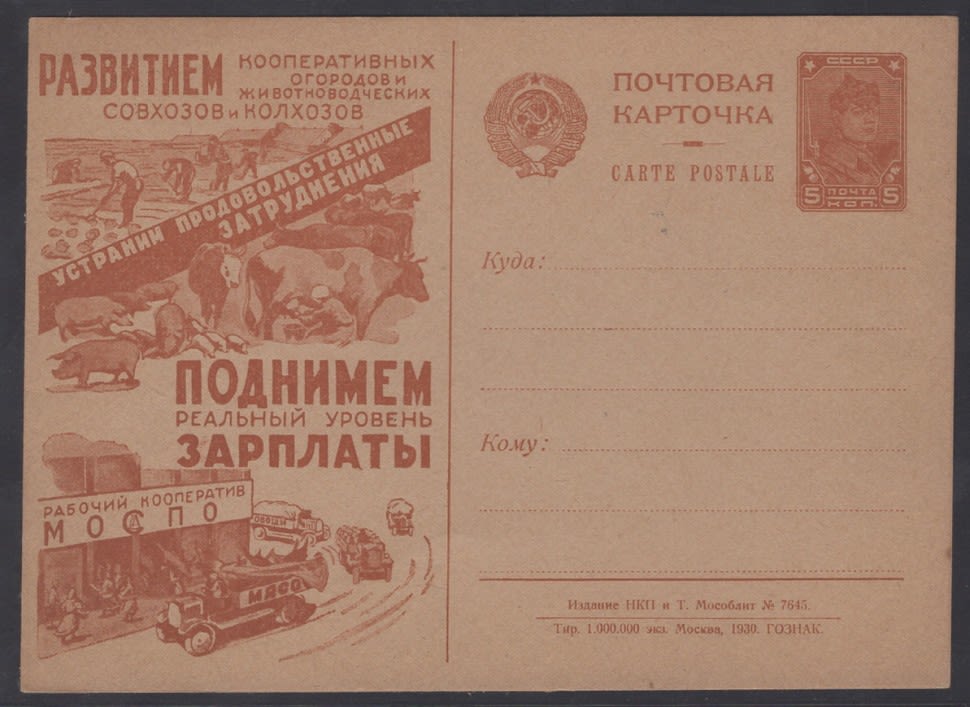 РАЗВИТИЕМ КООПЕРАТИВНЫХ
ОГОРОДОВ И
ЖИВОТНОВОДЧЕСКИХ
СОВХОЗОВ и КОЛХОЗОВ
УСТРАНИМ ПРОДОВОЛЬСТВЕННЫЕ
ЗАТРУДНЕНИЯ
ПОДНИМЕМ
РЕАЛЬНЫЙ УРОВЕНЬ
ЗАРПЛАТЫ
РАБОЧИЙ КООПЕРАТИВ
МОСПО
ОВОЩИ
МЯСО
ПОЧТОВАЯ
КАРТОЧКА
CARTE POSTALE
СССР
5 ПОЧТА 5
КОП.
Куда:
Кому:
Издание НКП и Т. Мособлит № 7645.
Тир. 1.000.000 экз. Москва, 1930. ГОЗНАК.